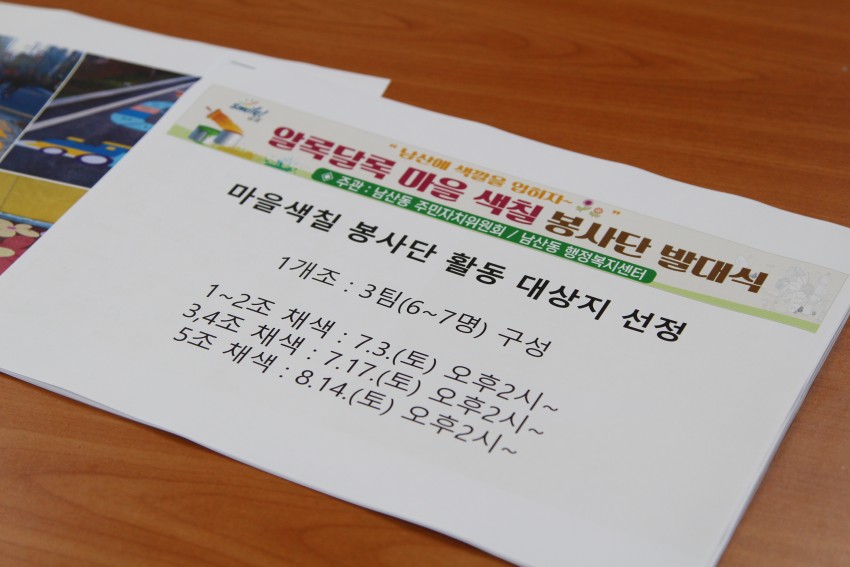 "남산에 색깔을 입히자~"
알록달록 마을 색칠 봉사단 발대식
주관 : 남산동 주민자치위원회 / 남산동 행정복지센터
마을색칠 봉사단 활동 대상지 선정
1개조 : 3팀(6~7명) 구성
1~2조 채색 : 7.3.(토) 오후2시~
3,4조 채색 : 7.17.(토) 오후2시~
5조 채색 : 8.14.(토) 오후2시~